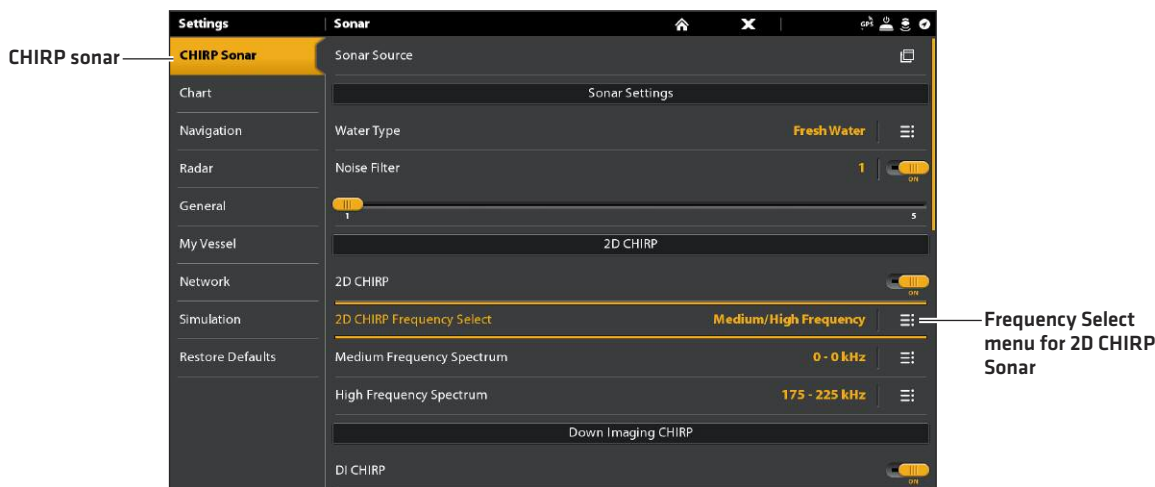 Settings
Sonar
GPS
CHIRP sonar
CHIRP Sonar
Sonar Source
Chart
Sonar Settings
Navigation
Water Type
Fresh Water
Radar
Noise Filter
1
ON
General
1
5
My Vessel
2D CHIRP
Network
2D CHIRP
ON
Simulation
2D CHIRP Frequency Select
Medium/High Frequency
Frequency Select
menu for 2D CHIRP
Sonar
Restore Defaults
Medium Frequency Spectrum
0 - 0 kHz
High Frequency Spectrum
175 - 225 kHz
Down Imaging CHIRP
DI CHIRP
ON